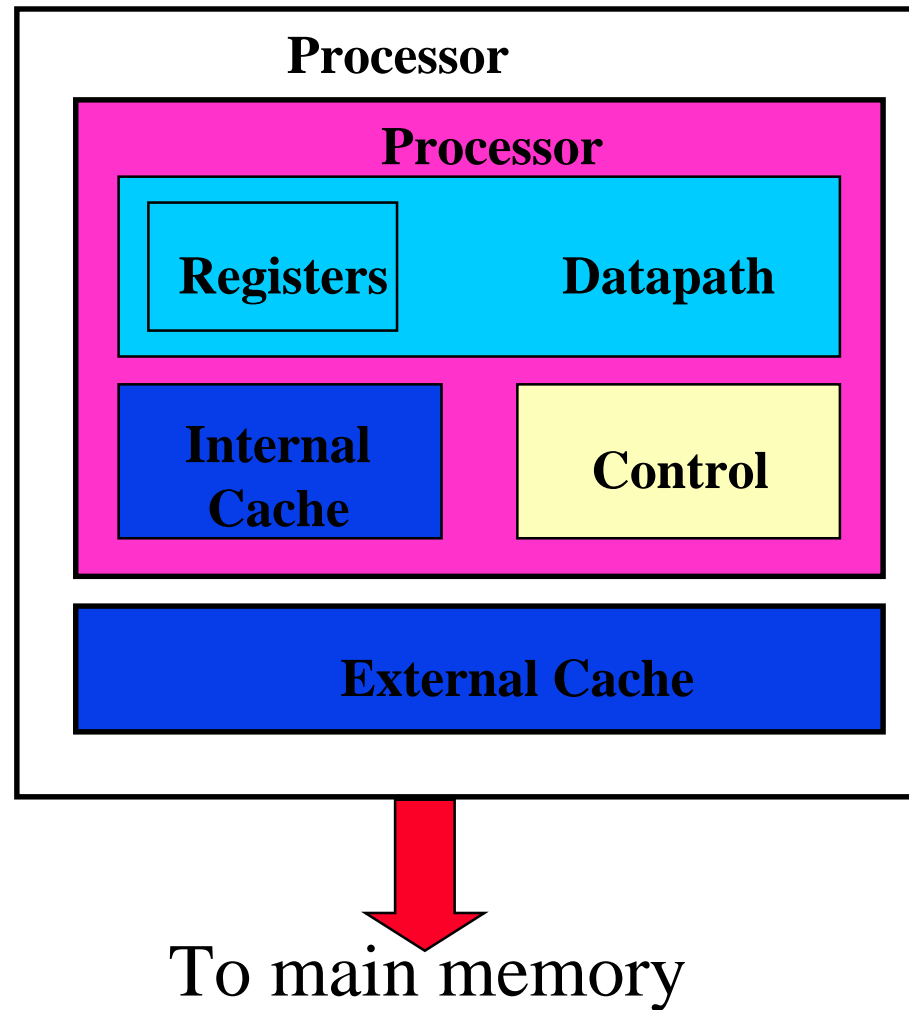 Processor
Processor
Registers
Datapath
Internal
Cache
Control
External Cache
To main memory